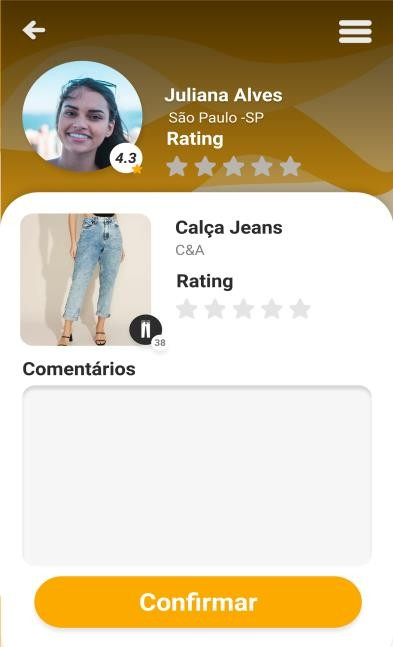 Juliana Alves
São Paulo -SP
Rating
4.3
Calça Jeans
C&A
Rating
38
Comentários
Confirmar